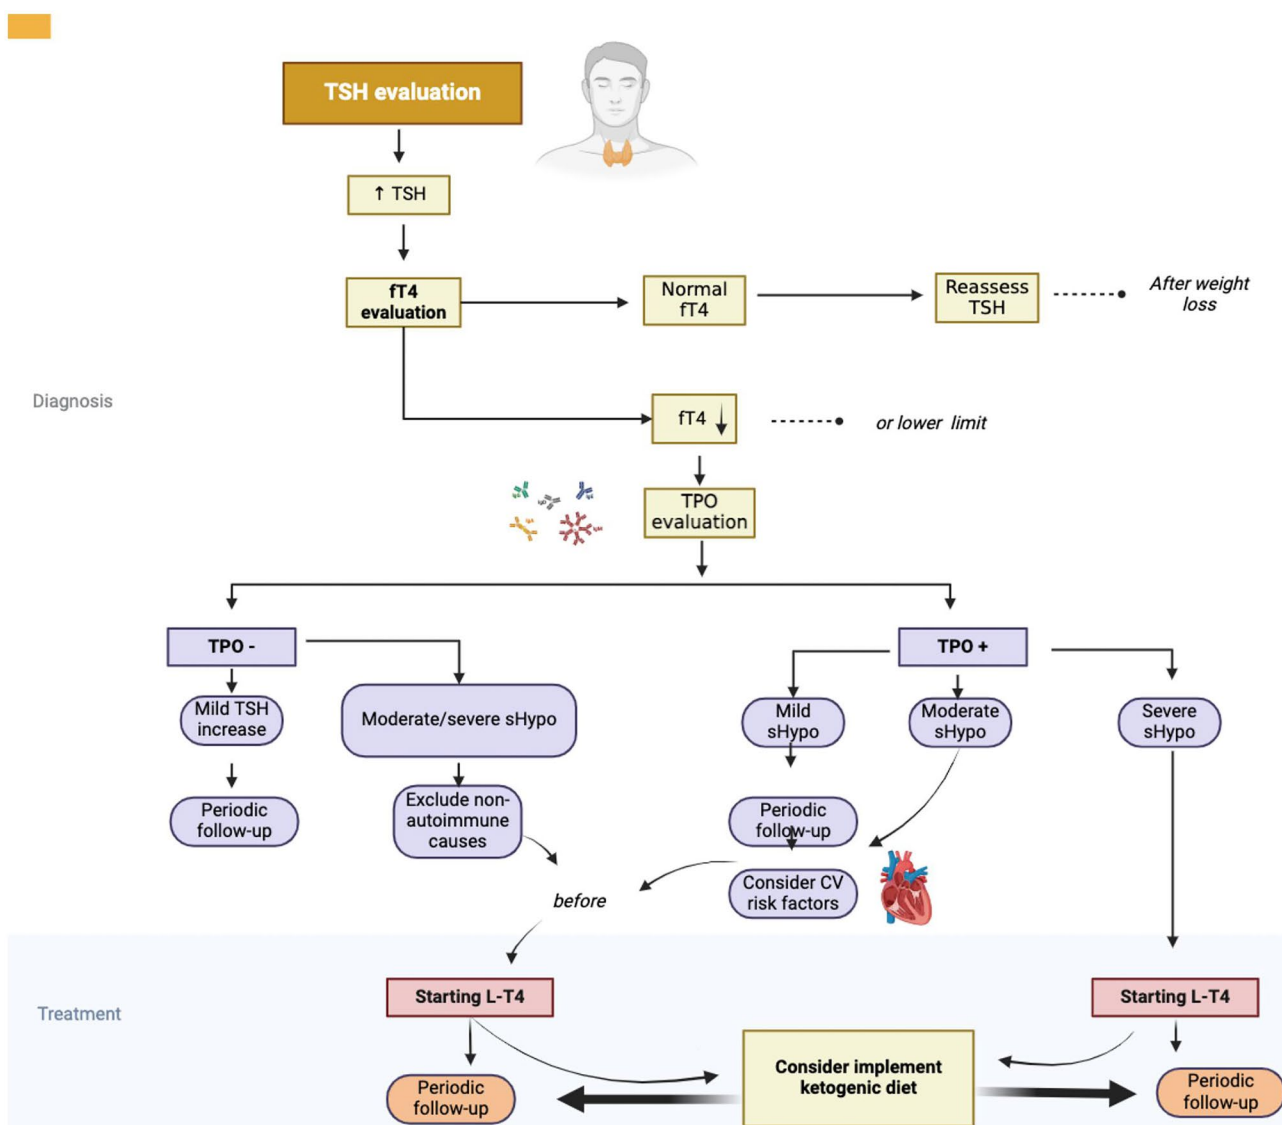 TSH evaluation
↑ TSH
fT4
evaluation
Normal
fT4
Reassess
TSH
After weight
loss
Diagnosis
fT4
or lower limit
TPO
evaluation
TPO -
TPO +
Mild TSH
increase
Moderate/severe sHypo
Mild
sHypo
Moderate
sHypo
Severe
sHypo
Periodic
follow-up
Exclude non-
autoimmune
causes
Periodic
follow-up
Consider CV
risk factors
before
Treatment
Starting L-T4
Starting L-T4
Consider implement
ketogenic diet
Periodic
follow-up
Periodic
follow-up